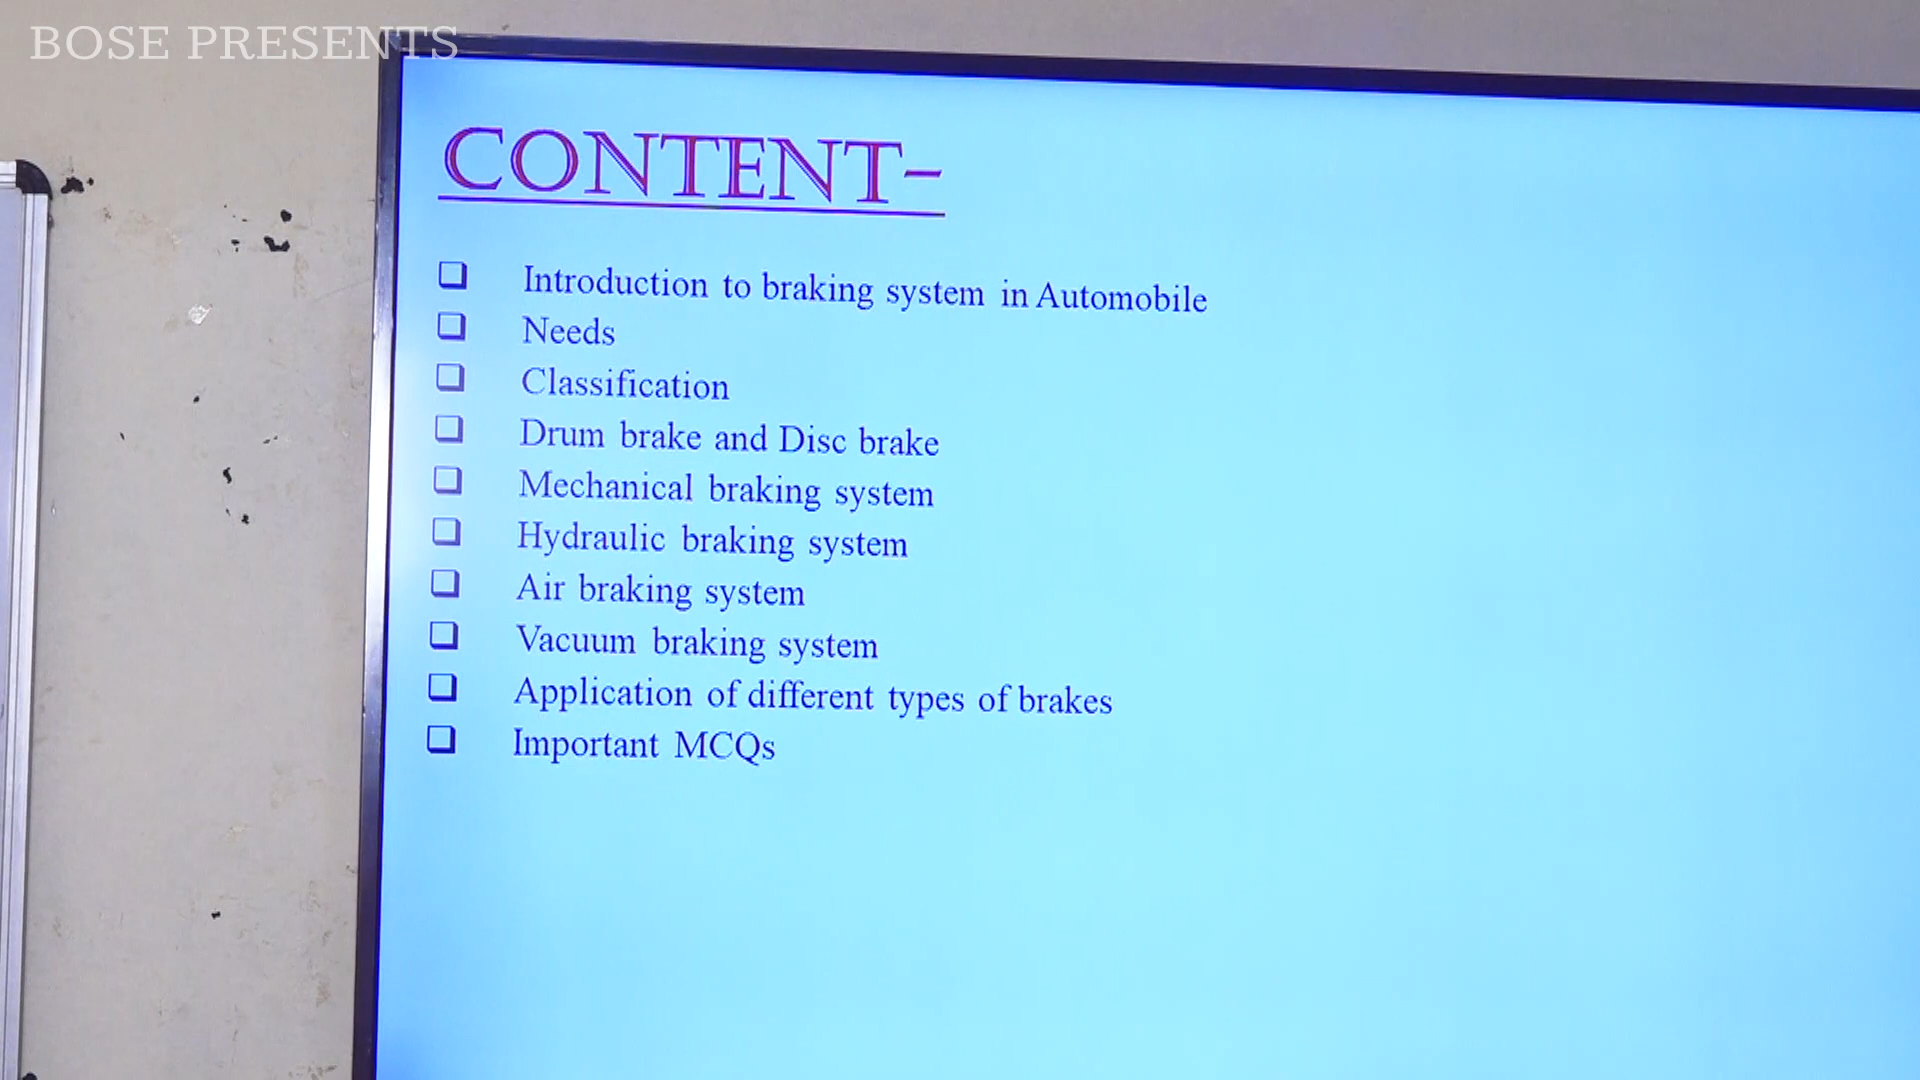 BOSE PRESENTS
CONTENT-
Introduction to braking system in Automobile
Needs
Classification
Drum brake and Disc brake
Mechanical braking system
Hydraulic braking system
Air braking system
Vacuum braking system
Application of different types of brakes
Important MCQs